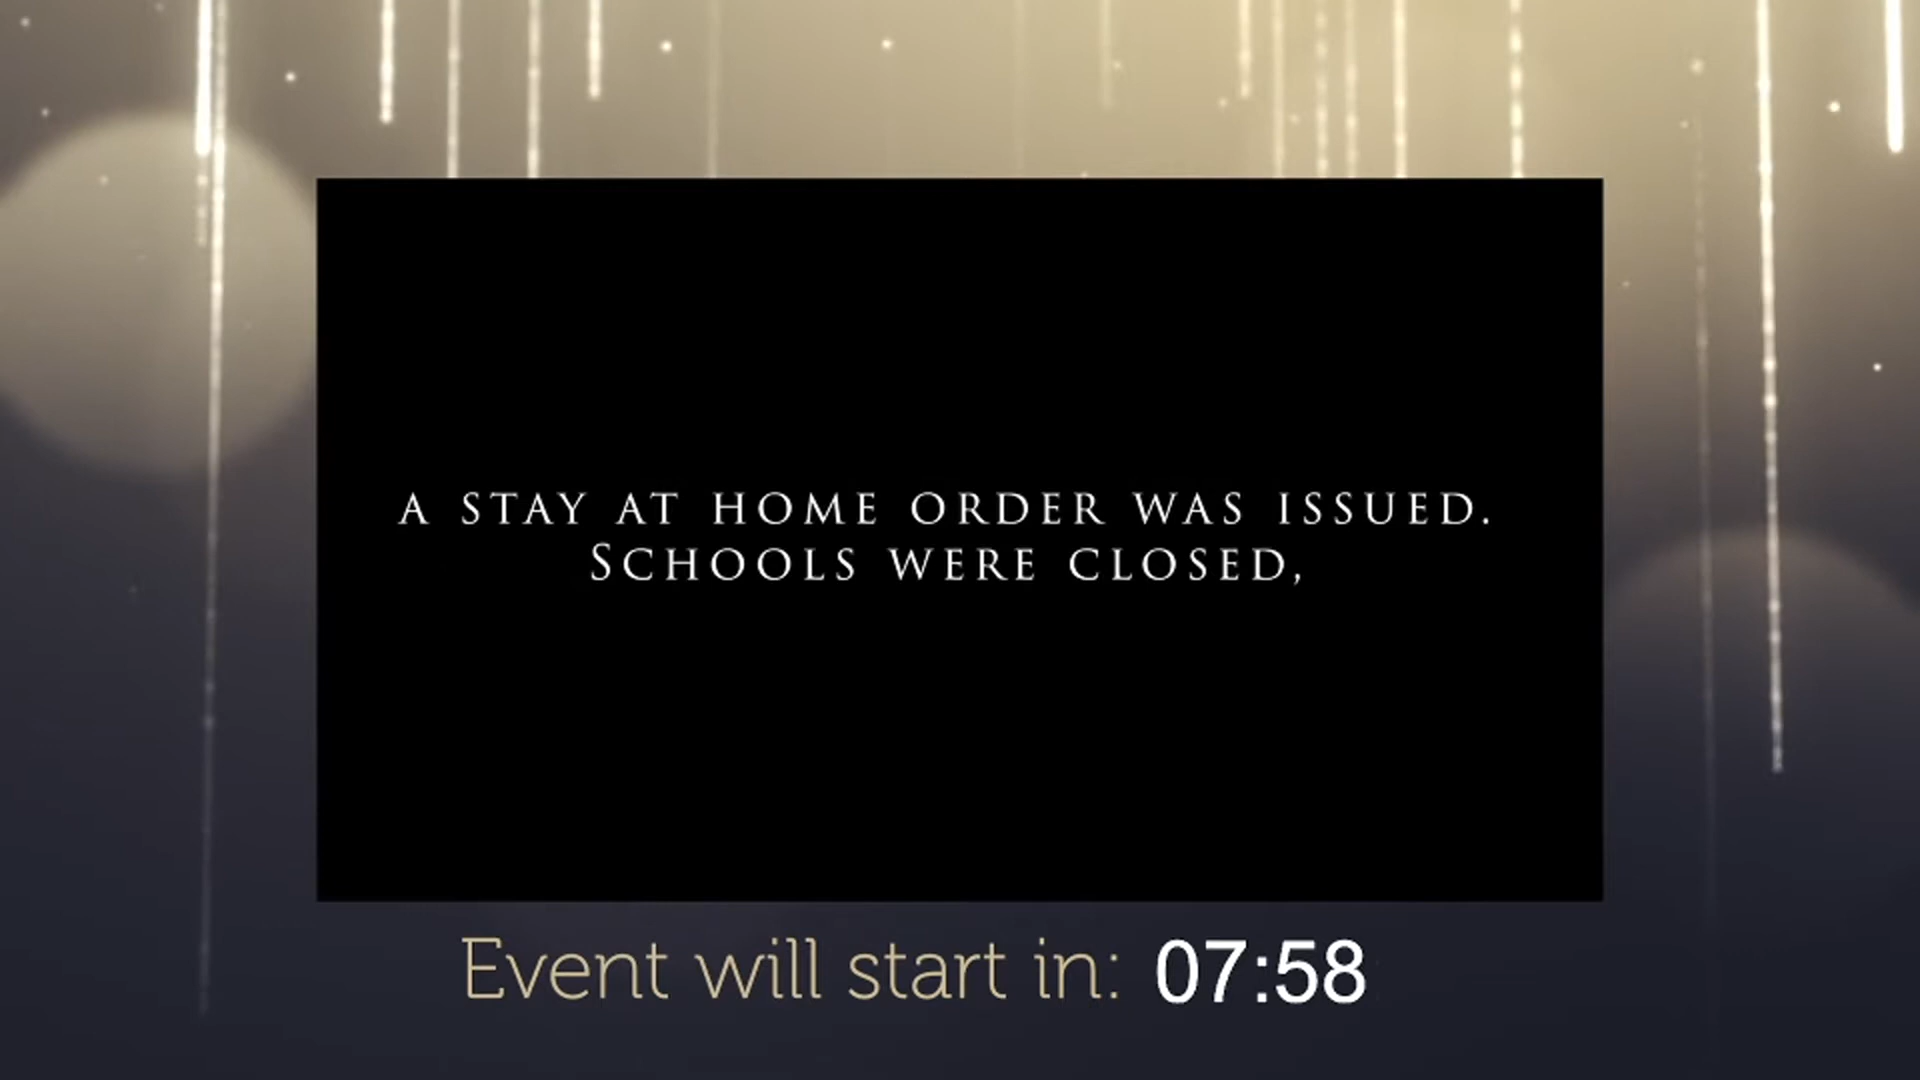 A STAY AT HOME ORDER WAS ISSUED.
SCHOOLS WERE CLOSED,
Event will start in: 07:58